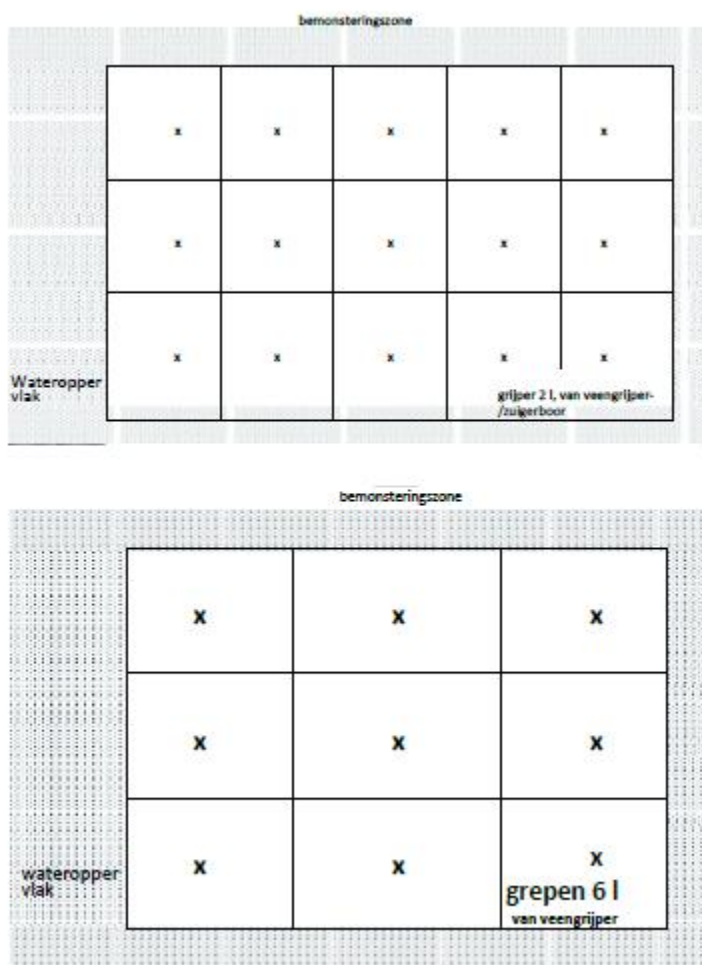 bemonsteringszone
x x x x x
x x x x x
x x x x x
Wateropper
vlak
grijper 2 l, van veengrijper-
/zuigerboor
bemonsteringszone
x x x
x x x
x x x
wateropper
vlak
grepen 6 l
van veengrijper